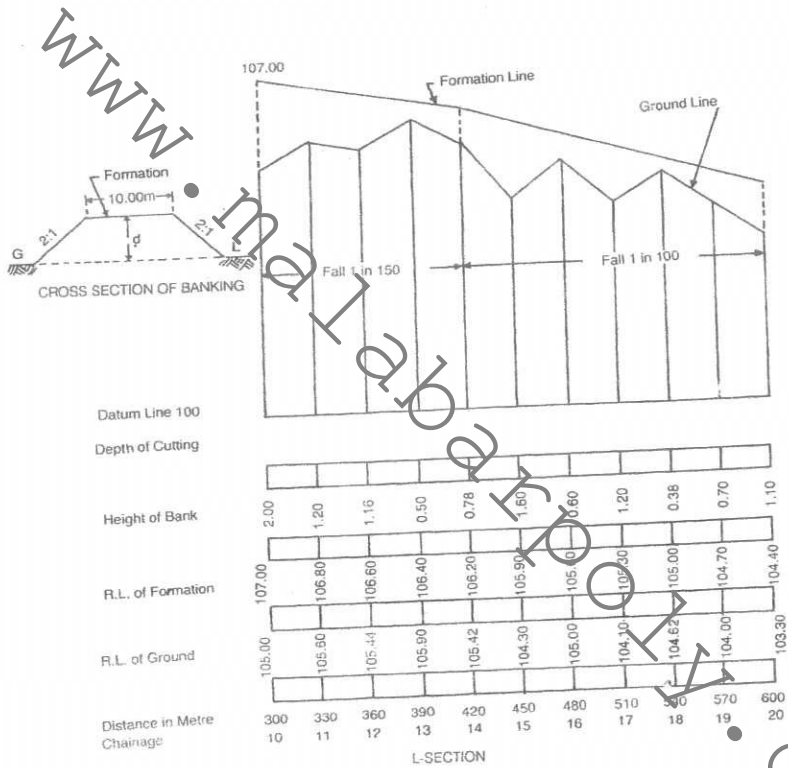 www.malabarpoly.c
107.00
Formation Line
Ground Line
Formation
10.00m
2:1
2:1
d
G
L
CROSS SECTION OF BANKING
Fall 1 in 150
Fall 1 in 100
Datum Line 100
Depth of Cutting
Height of Bank 2.00 1.20 1.16 0.50 0.78 1.60 0.60 1.20 0.38 0.70 1.10
R.L. of Formation 107.00 106.80 106.60 106.40 106.20 105.90 105.30 105.00 104.70 104.40
R.L. of Ground 105.00 105.60 105.44 105.90 105.42 104.30 105.00 104.10 104.62 104.00 103.30
Distance in Metre 300 330 360 390 420 450 480 510 570 600
Chainage 10 11 12 13 14 15 16 17 18 19 20
L-SECTION